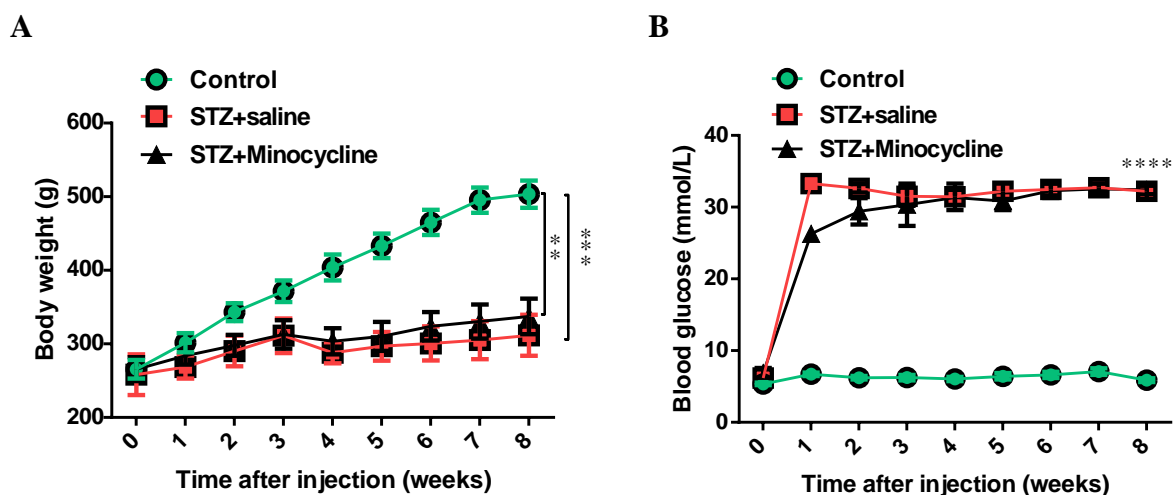 A
Control
STZ+saline
STZ+Minocycline
600
500
400
300
200
Body weight (g)
0 1 2 3 4 5 6 7 8
Time after injection (weeks)
**
***
B
Control
STZ+saline
STZ+Minocycline
****
40
30
20
10
0
Blood glucose (mmol/L)
0 1 2 3 4 5 6 7 8
Time after injection (weeks)